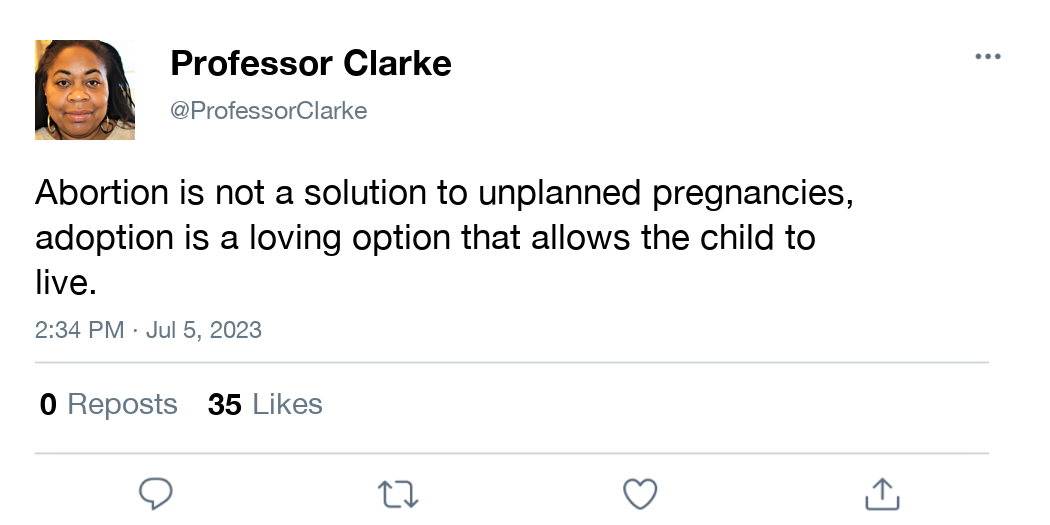 Professor Clarke
@ProfessorClarke
Abortion is not a solution to unplanned pregnancies,
adoption is a loving option that allows the child to
live.
2:34 PM · Jul 5, 2023
0 Reposts 35 Likes